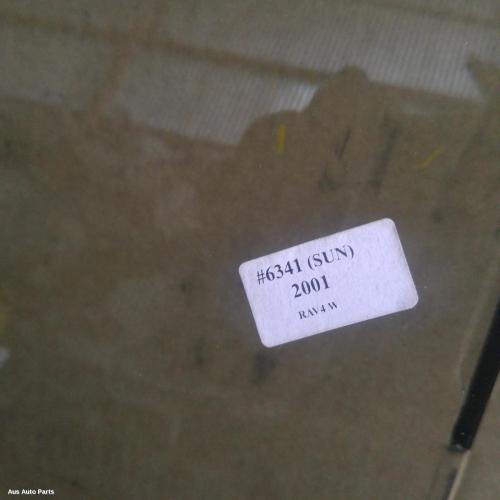 #6341 (SUN)
2001
RAV4 W
Aus Auto Parts